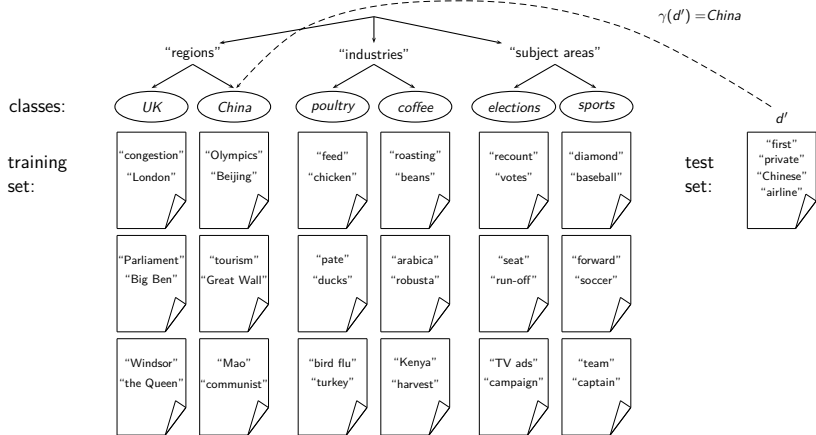 γ(d′) =China
“regions” “industries” “subject areas”
classes: UK China poultry coffee elections sports
d′
training set:
“congestion” “London”
“Olympics” “Beijing”
“feed” “chicken”
“roasting” “beans”
“recount” “votes”
“diamond” “baseball”
test set:
“first” “private” “Chinese” “airline”
“Parliament” “Big Ben”
“tourism” “Great Wall”
“pate” “ducks”
“arabica” “robusta”
“seat” “run-off”
“forward” “soccer”
“Windsor” “the Queen”
“Mao” “communist”
“bird flu” “turkey”
“Kenya” “harvest”
“TV ads” “campaign”
“team” “captain”